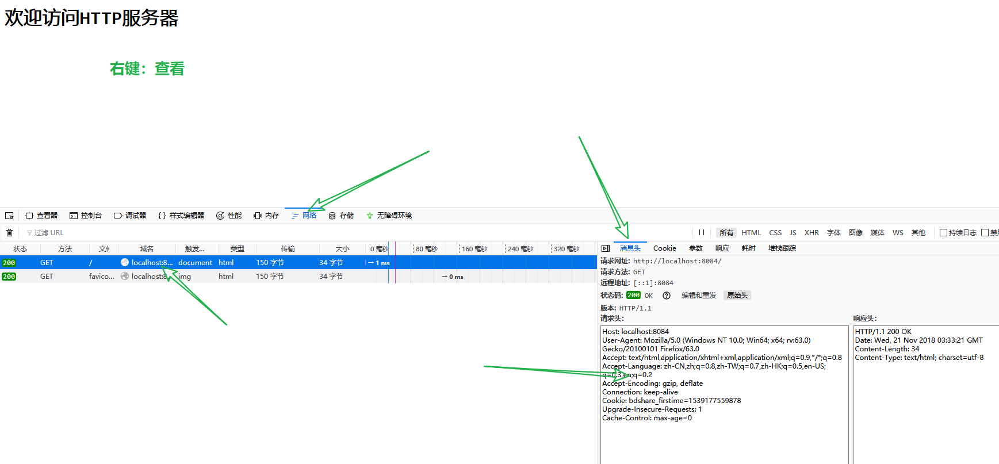 欢迎访问HTTP服务器
右键：查看
查看器 控制台 调试器 样式编辑器 性能 内存 网络 存储 无障碍环境
过滤 URL
所有 HTML CSS JS XHR 字体 图像 媒体 WS 其他 持续日志
状态 方法 域名 触发... 类型 传输 大小 0 毫秒 80 毫秒 160 毫秒 240 毫秒 320 毫秒
200 GET / localhost:8... document html 150 字节 34 字节 → 1 ms
200 GET favico... localhost:8... img html 150 字节 34 字节 → 0 ms
消息头 Cookie 参数 响应 耗时 堆栈跟踪
请求网址: http://localhost:8084/
请求方法: GET
远程地址: [::1]:8084
状态码: 200 OK 编辑和重发 原始头
版本: HTTP/1.1
请求头:
Host: localhost:8084
User-Agent: Mozilla/5.0 (Windows NT 10.0; Win64; x64; rv:63.0)
Gecko/20100101 Firefox/63.0
Accept: text/html,application/xhtml+xml,application/xml;q=0.9,*/*;q=0.8
Accept-Language: zh-CN,zh;q=0.8,zh-TW;q=0.7,zh-HK;q=0.5,en-US;
q=0.3,en;q=0.2
Accept-Encoding: gzip, deflate
Connection: keep-alive
Cookie: bdshare_firstime=1539177559878
Upgrade-Insecure-Requests: 1
Cache-Control: max-age=0
响应头:
HTTP/1.1 200 OK
Date: Wed, 21 Nov 2018 03:33:21 GMT
Content-Length: 34
Content-Type: text/html; charset=utf-8